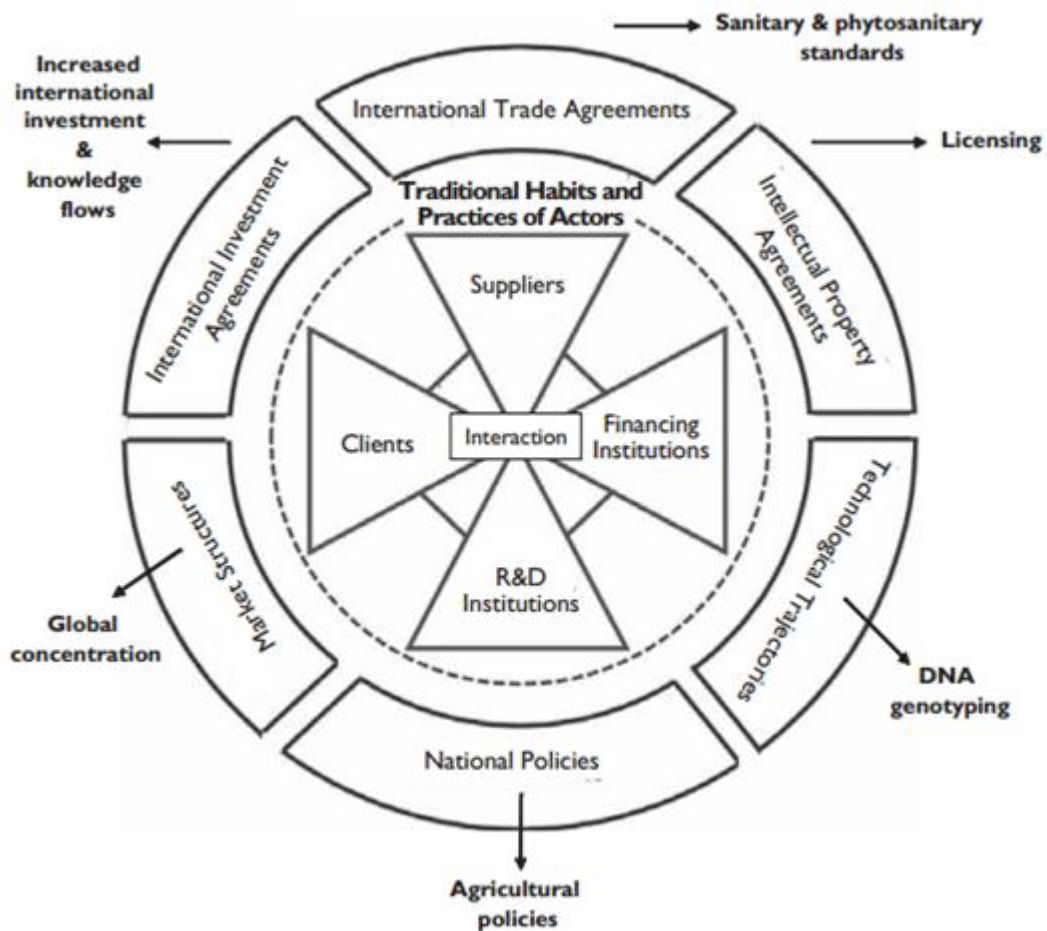 Sanitary & phytosanitary
standards
Increased
international
investment
&
knowledge
flows
International Trade Agreements
Licensing
Traditional Habits and
Practices of Actors
International Investment
Agreements
Intellectual Property
Agreements
Suppliers
Clients
Interaction
Financing
Institutions
R&D
Institutions
Market Structures
Technological Trajectories
Global
concentration
DNA
genotyping
National Policies
Agricultural
policies